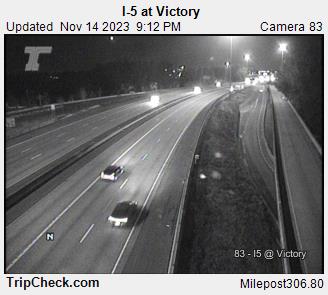 I-5 at Victory
Updated Nov 14 2023 9:12 PM Camera 83
T
N
83 - I5 @ Victory
TripCheck.com Milepost306.80